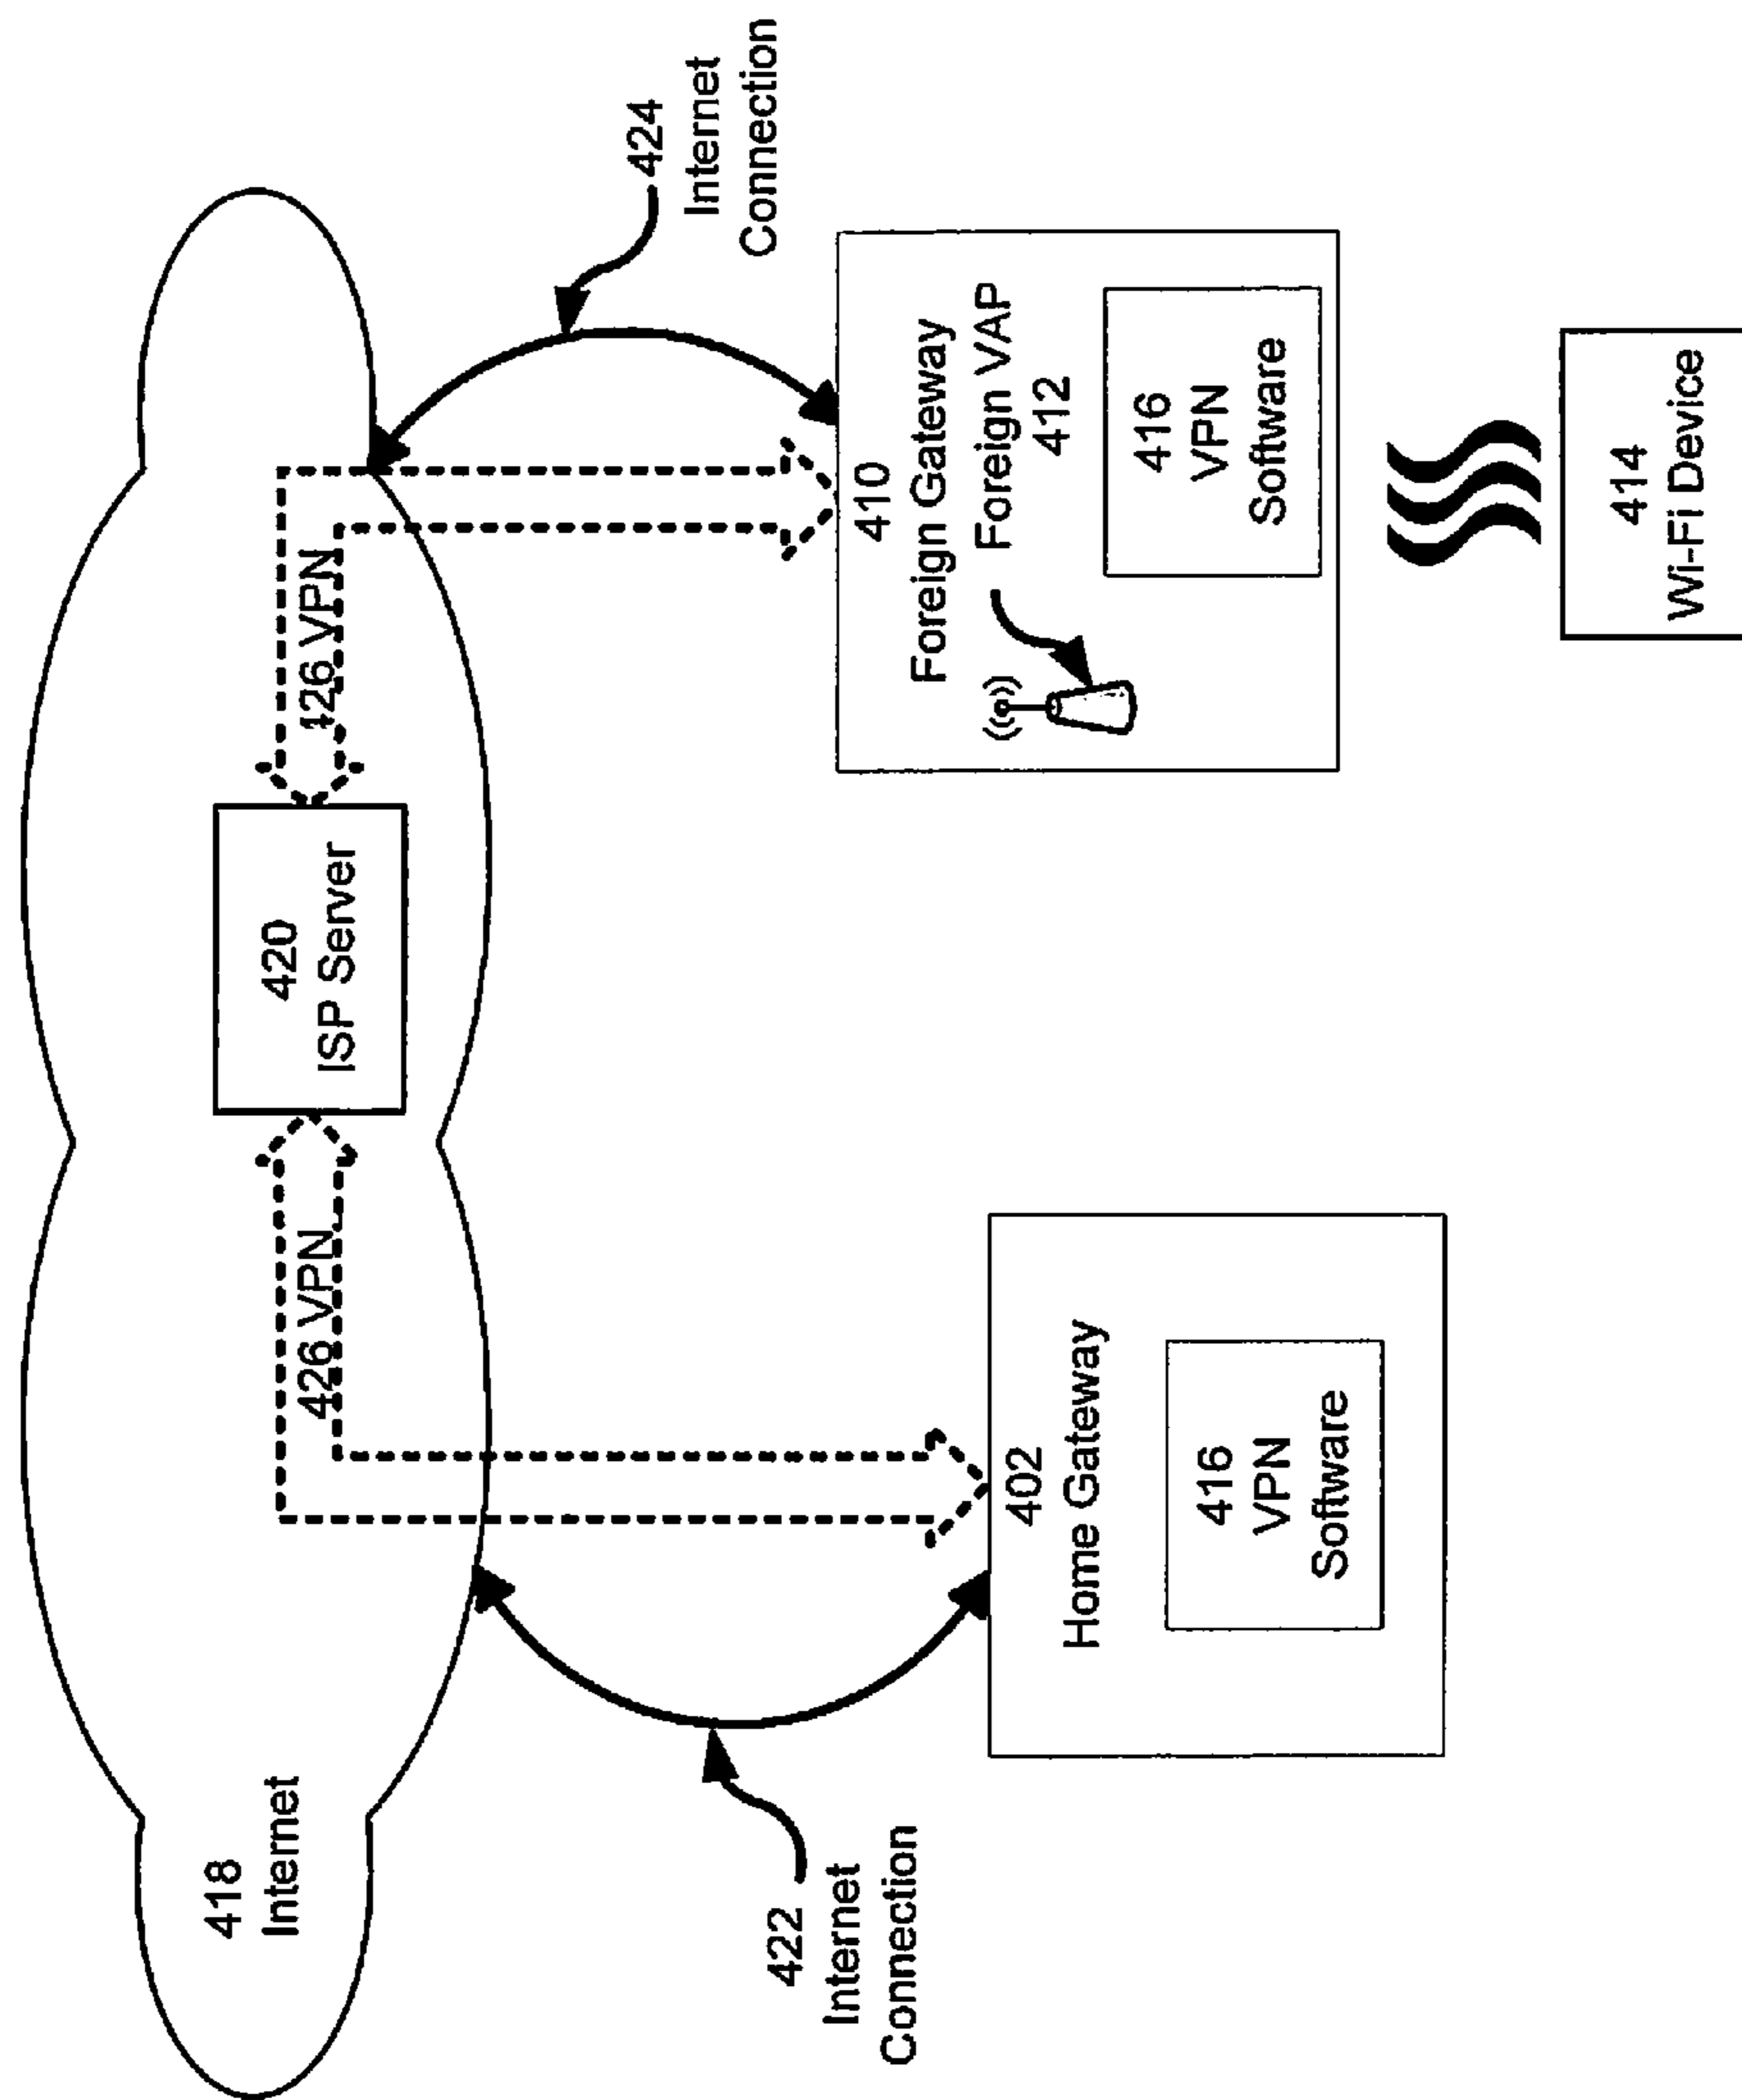 418
Internet
426 VPN
420
ISP Server
426 VPN
424
Internet
Connection
422
Internet
Connection
402
Home Gateway
416
VPN
Software
410
Foreign Gateway
Foreign VAP
412
416
VPN
Software
414
Wi-Fi Device